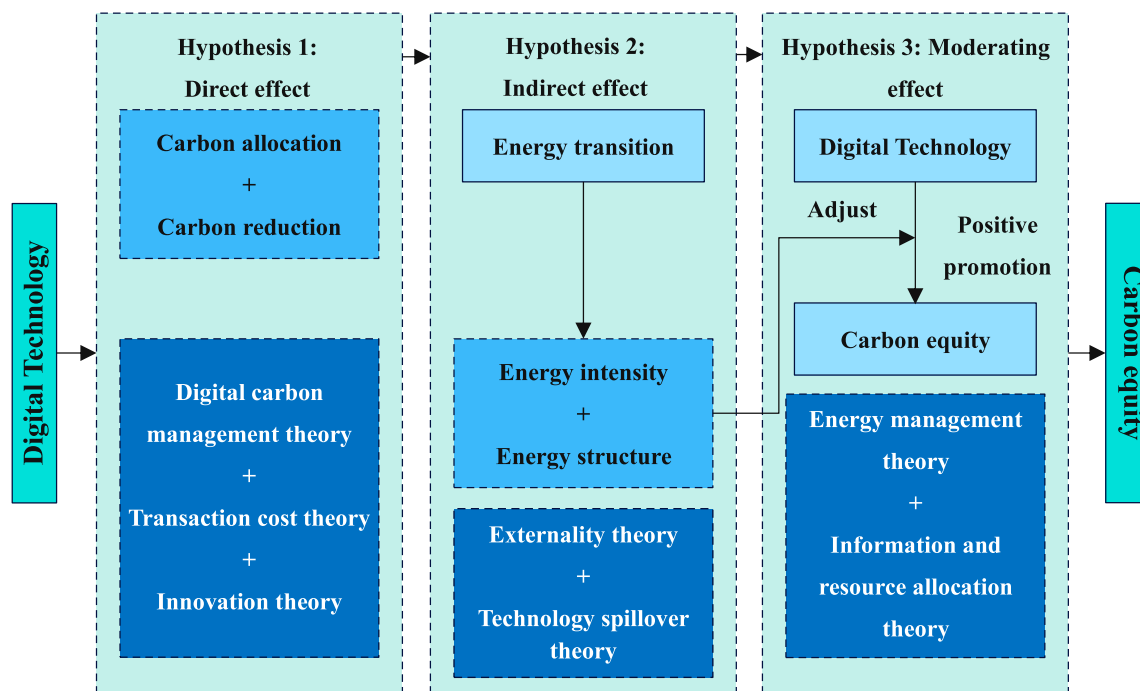 Digital Technology
Hypothesis 1:
Direct effect
Carbon allocation
+
Carbon reduction
Digital carbon
management theory
+
Transaction cost theory
+
Innovation theory
Hypothesis 2:
Indirect effect
Energy transition
Energy intensity
+
Energy structure
Externality theory
+
Technology spillover
theory
Hypothesis 3: Moderating
effect
Digital Technology
Adjust
Positive
promotion
Carbon equity
Energy management
theory
+
Information and
resource allocation
theory
Carbon equity